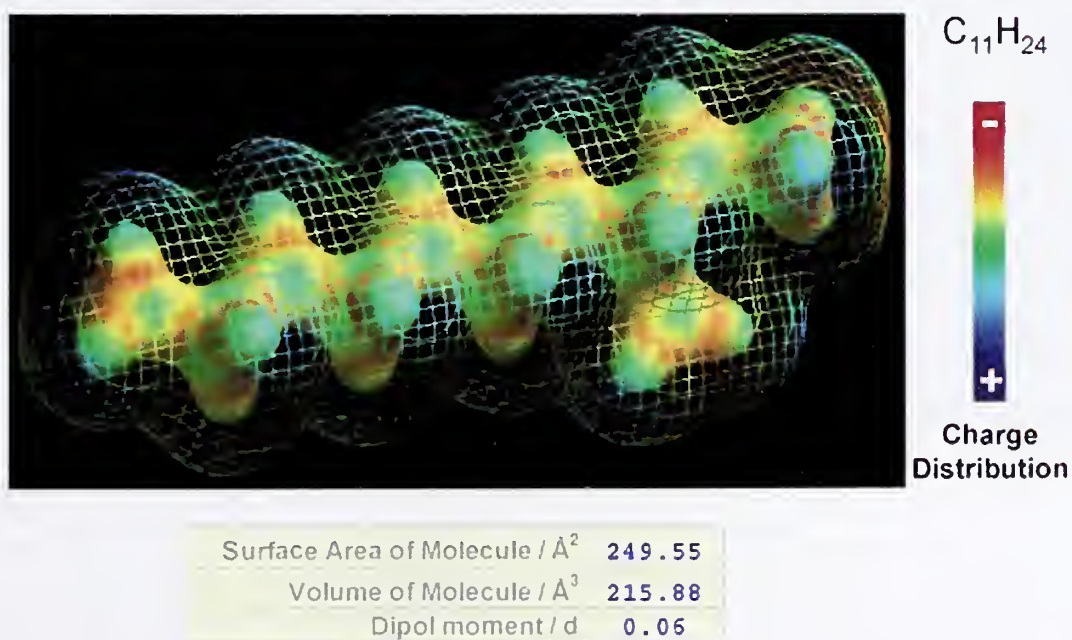 C₁₁H₂₄
-
+
Charge
Distribution
Surface Area of Molecule / Å² 249.55
Volume of Molecule / Å³ 215.88
Dipol moment / d 0.06